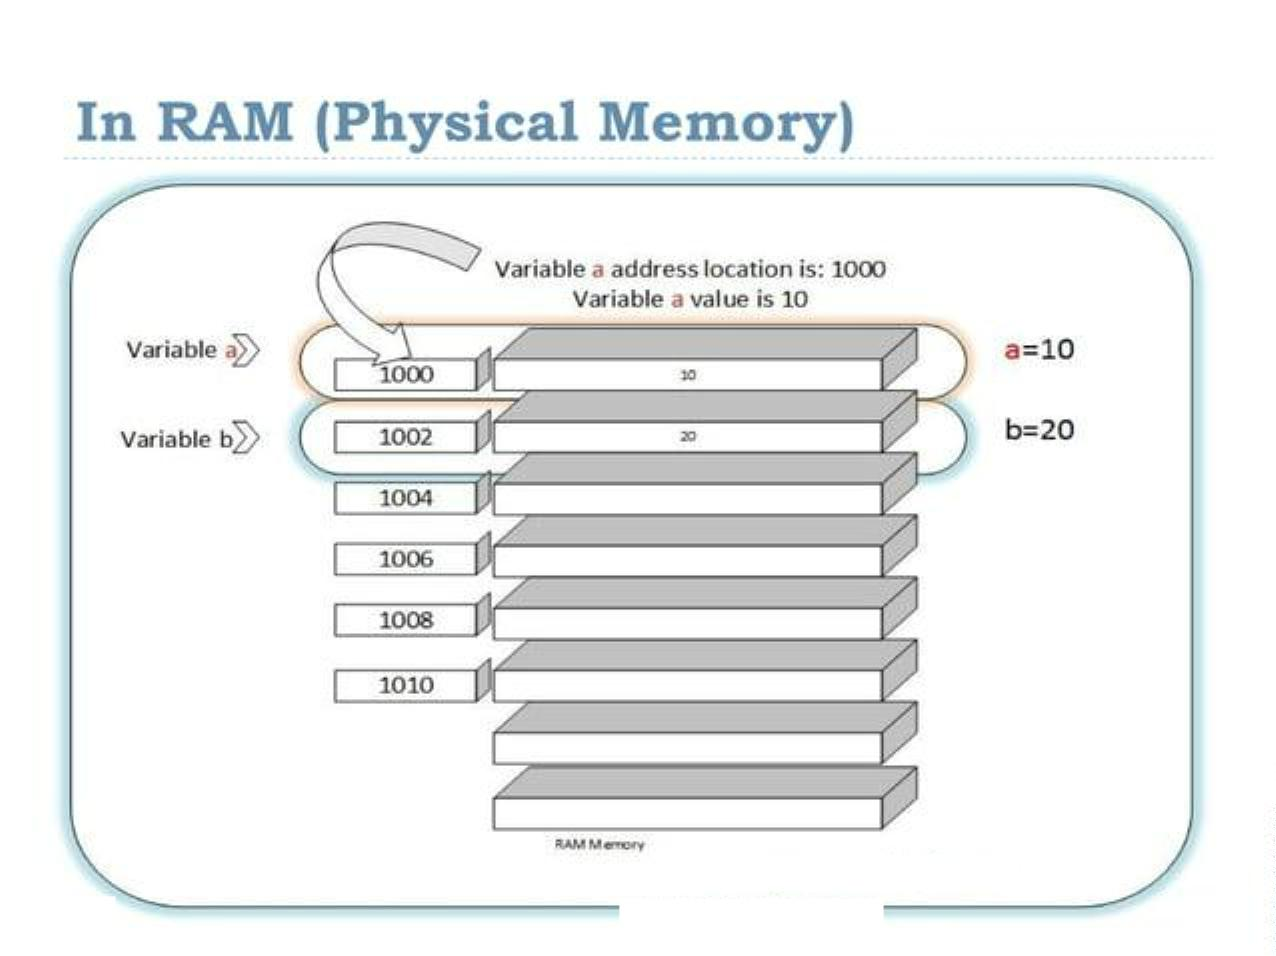 In RAM (Physical Memory)
Variable a address location is: 1000
Variable a value is 10
Variable a
1000
10
a=10
Variable b
1002
20
b=20
1004
1006
1008
1010
RAM Memory